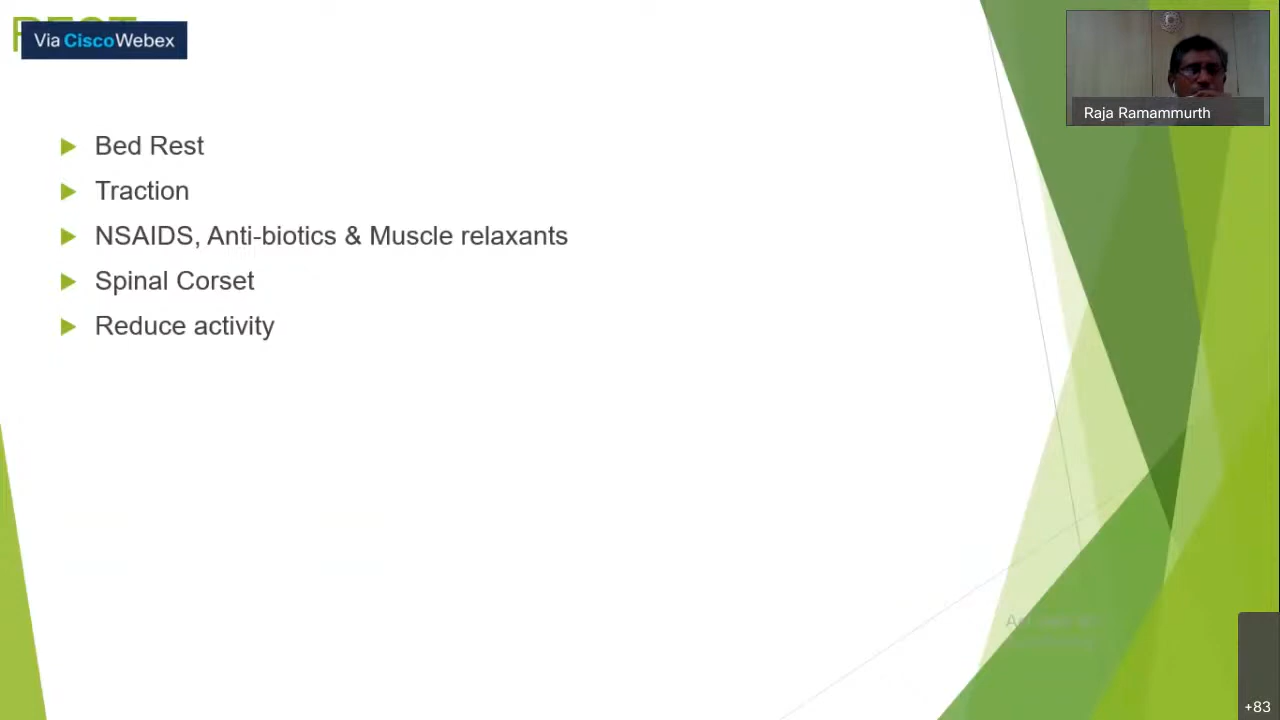 Via CiscoWebex
Raja Ramammurth
Bed Rest
Traction
NSAIDS, Anti-biotics & Muscle relaxants
Spinal Corset
Reduce activity
+83